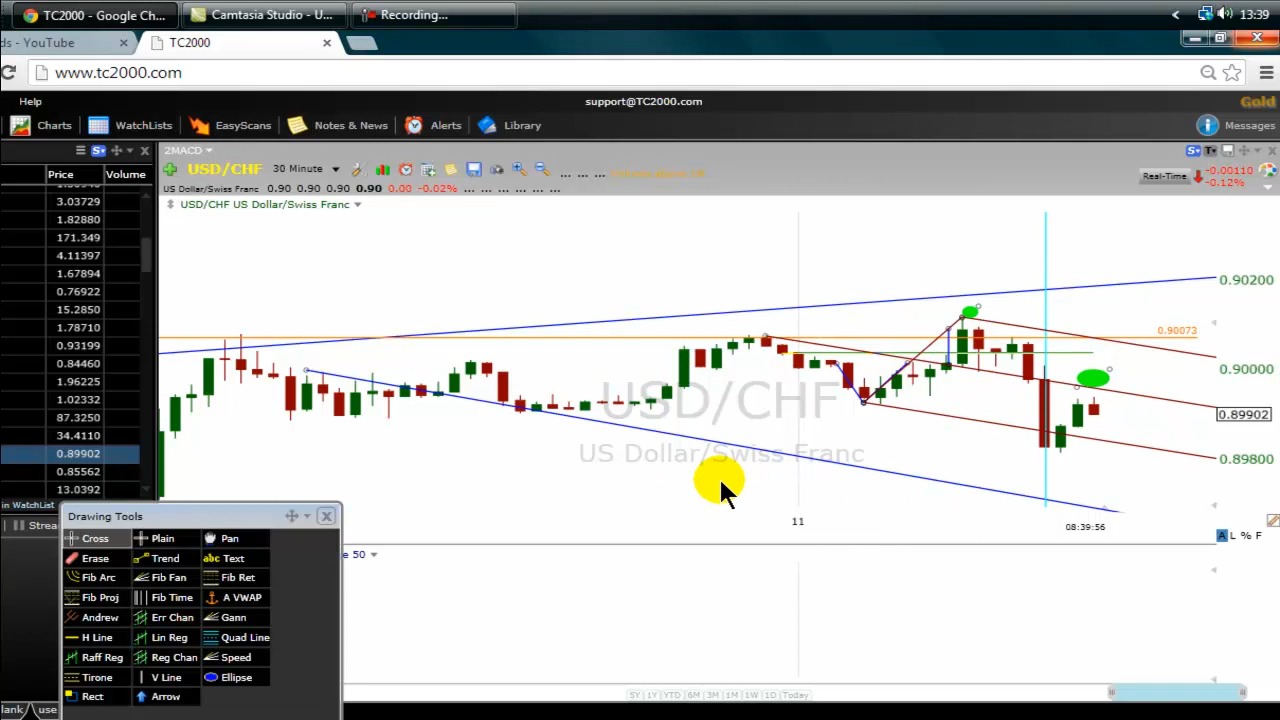 TC2000 - Google Ch...
Camtasia Studio - U...
Recording...
13:39
ds - YouTube
TC2000
www.tc2000.com
Help
support@TC2000.com
Gold
Charts
WatchLists
EasyScans
Notes & News
Alerts
Library
Messages
2MACD
Price Volume
USD/CHF 30 Minute
... ... ...
Real-Time
-0.00110
-0.12%
US Dollar/Swiss Franc 0.90 0.90 0.90 0.90 0.00 -0.02% ... ... ... ... ... ...
USD/CHF US Dollar/Swiss Franc
3.03729
1.82880
171.349
4.11397
1.67894
0.76922
15.2850
1.78710
0.93199
0.84460
1.96225
1.02332
87.3250
34.4110
0.89902
0.85562
13.0392
0.90200
0.90073
0.90000
0.89902
0.89800
USD/CHF
US Dollar/Swiss Franc
11
08:39:56
A L % F
in WatchList
Strea
e 50
Drawing Tools
Cross Plain Pan
Erase Trend abc Text
Fib Arc Fib Fan Fib Ret
Fib Proj Fib Time A VWAP
Andrew Err Chan Gann
H Line Lin Reg Quad Line
Raff Reg Reg Chan Speed
Tirone V Line Ellipse
Rect Arrow
5Y 1Y YTD 6M 3M 1M 1W 1D Today
lank use